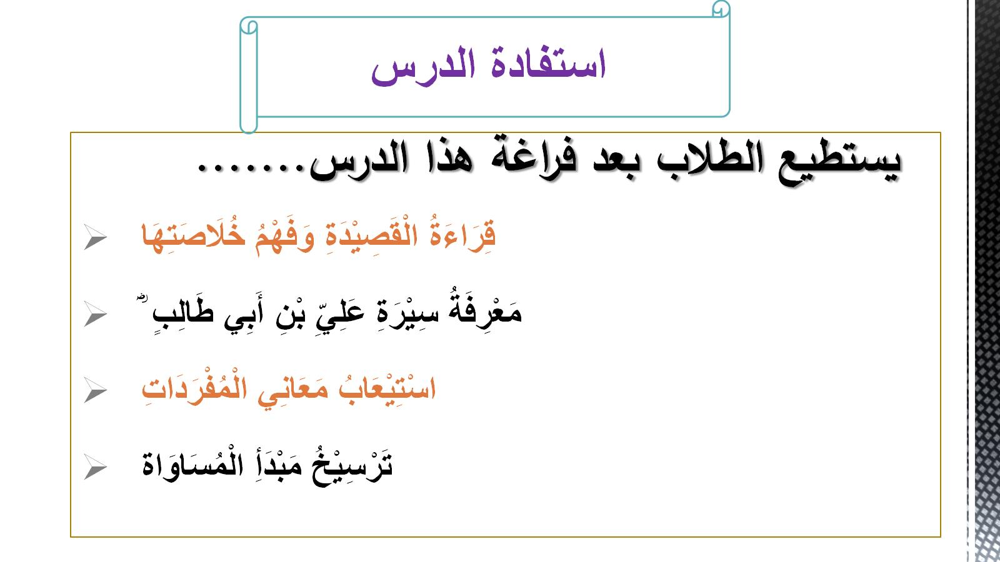 استفادة الدرس
يستطيع الطلاب بعد فراغة هذا الدرس.......
قِرَاءَةُ الْقَصِيْدَةِ وَفَهْمُ خُلَاصَتِهَا
مَعْرِفَةُ سِيْرَةِ عَلِيِّ بْنِ أَبِي طَالِبٍ ؓ
اسْتِيْعَابُ مَعَانِي الْمُفْرَدَاتِ
تَرْسِيْخُ مَبْدَأِ الْمُسَاوَاة